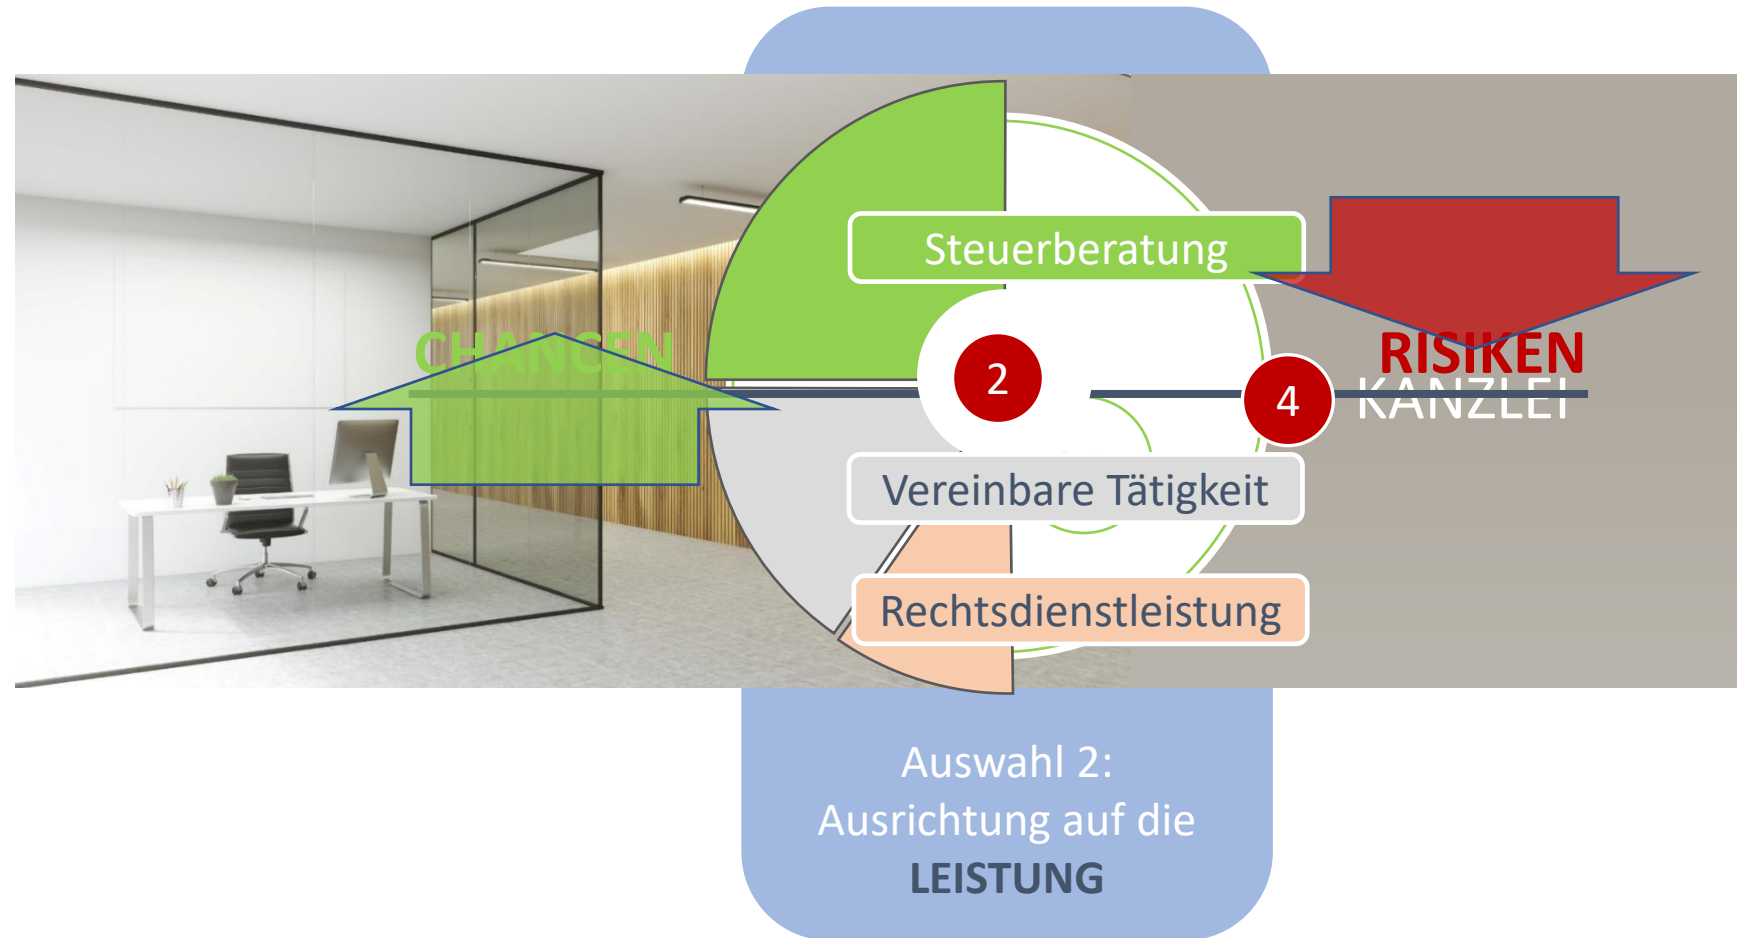 Steuerberatung
CHANCEN
2
4
RISIKEN
KANZLEI
Vereinbare Tätigkeit
Rechtsdienstleistung
Auswahl 2:
Ausrichtung auf die
LEISTUNG